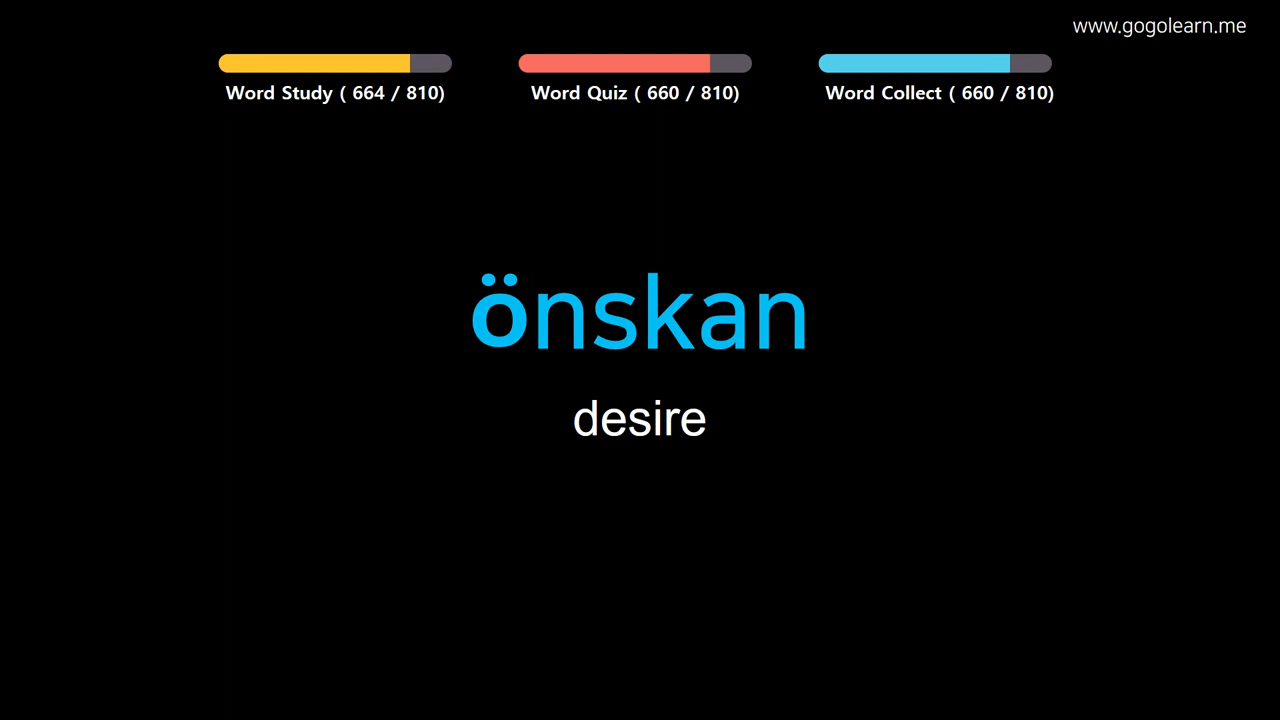 www.gogolearn.me
Word Study ( 664 / 810)
Word Quiz ( 660 / 810)
Word Collect ( 660 / 810)
önskan
desire